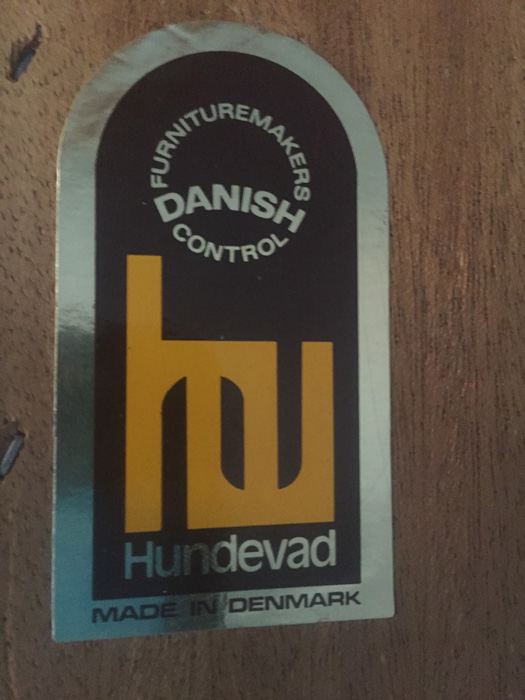 FURNITUREMAKERS
DANISH
CONTROL
hu
Hundevad
MADE IN DENMARK